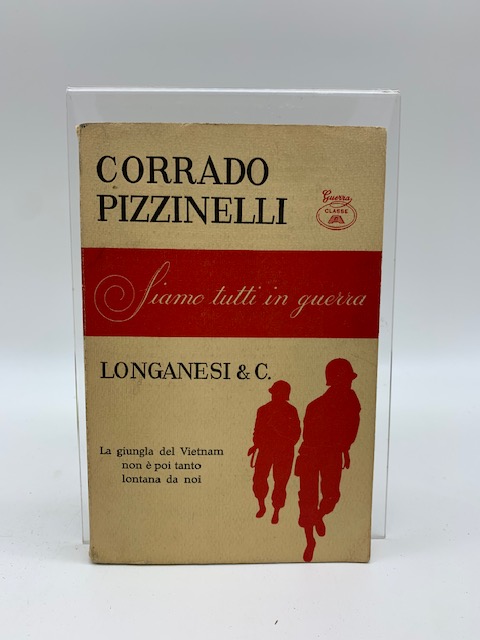 CORRADO
PIZZINELLI
Guerra
CLASSE
Siamo tutti in guerra
LONGANESI & C.
La giungla del Vietnam
non è poi tanto
lontana da noi